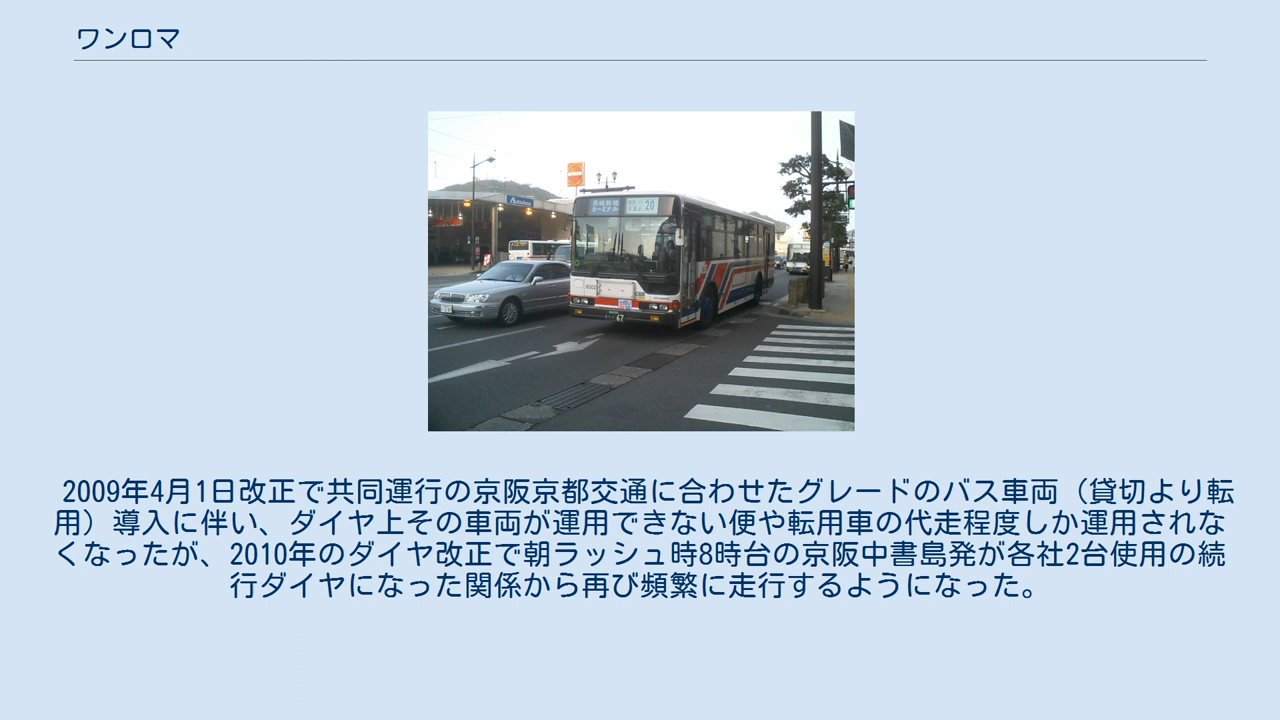 ワンロマ
20
67
2009年4月1日改正で共同運行の京阪京都交通に合わせたグレードのバス車両（貸切より転
用）導入に伴い、ダイヤ上その車両が運用できない便や転用車の代走程度しか運用されな
くなったが、2010年のダイヤ改正で朝ラッシュ時8時台の京阪中書島発が各社2台使用の続
行ダイヤになった関係から再び頻繁に走行するようになった。